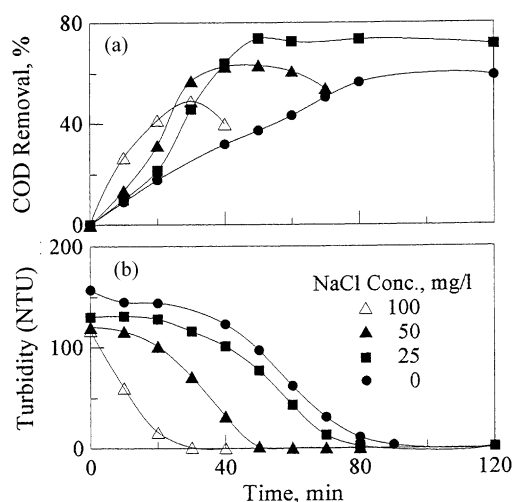 80
(a)
COD Removal, %
40
0
200
(b)
NaCl Conc., mg/l
100
50
25
0
Turbidity (NTU)
100
0
0
40
80
120
Time, min